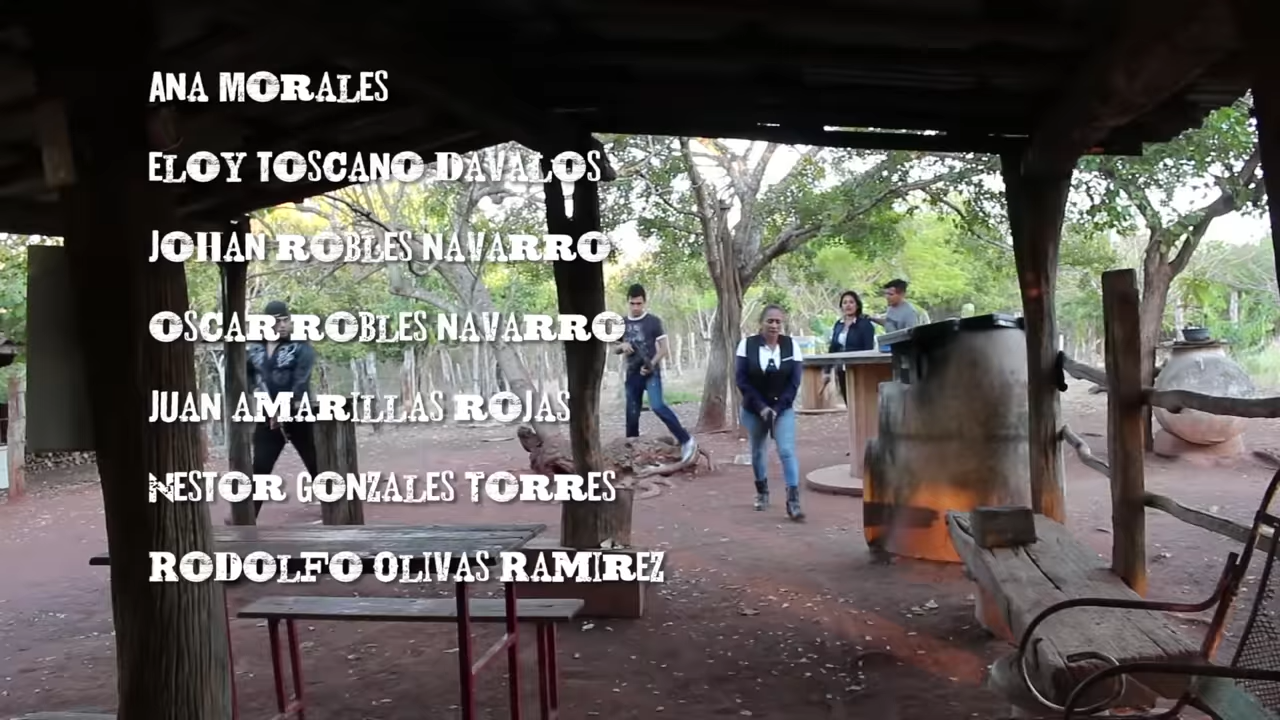 ANA MORALES
ELOY TOSCANO DAVALOS
JOHAN ROBLES NAVARRO
OSCAR ROBLES NAVARRO
JUAN AMARILLAS ROJAS
NESTOR GONZALES TORRES
RODOLFO OLIVAS RAMIREZ